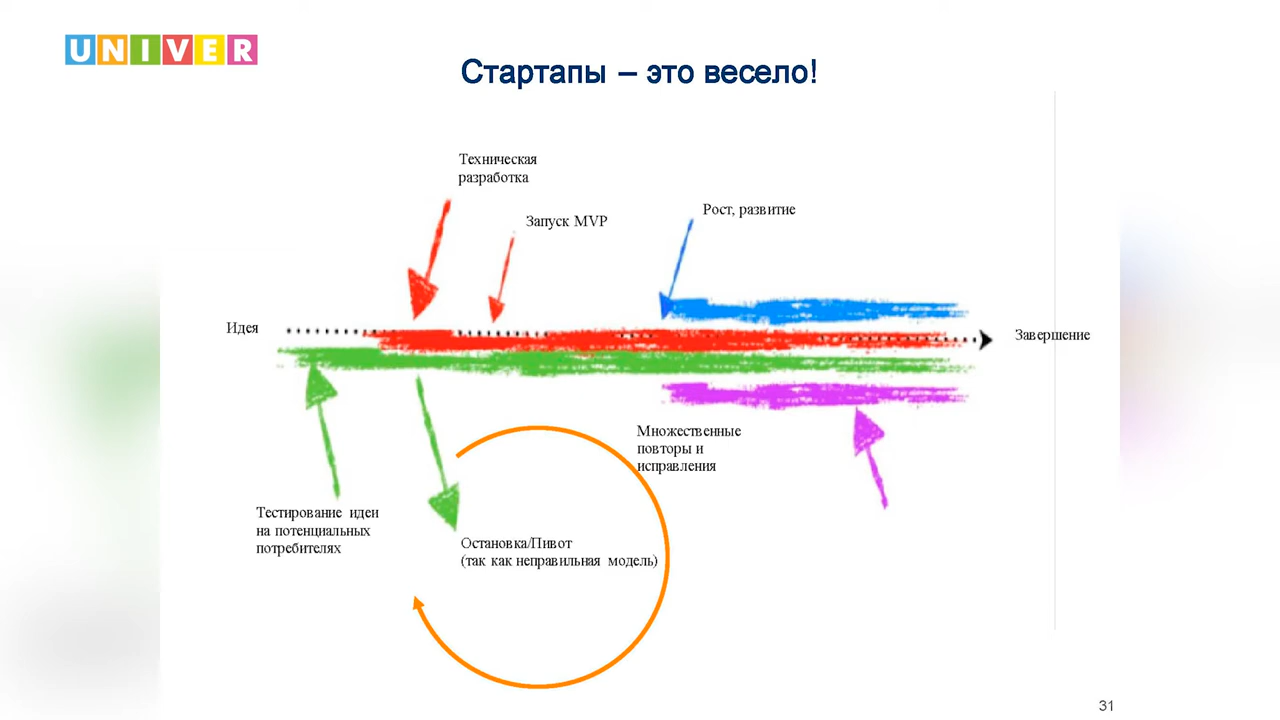 UNIVER
Стартапы – это весело!
Техническая
разработка
Запуск MVP
Рост, развитие
Идея
Завершение
Множественные
повторы и
исправления
Тестирование идеи
на потенциальных
потребителях
Остановка/Пивот
(так как неправильная модель)
31